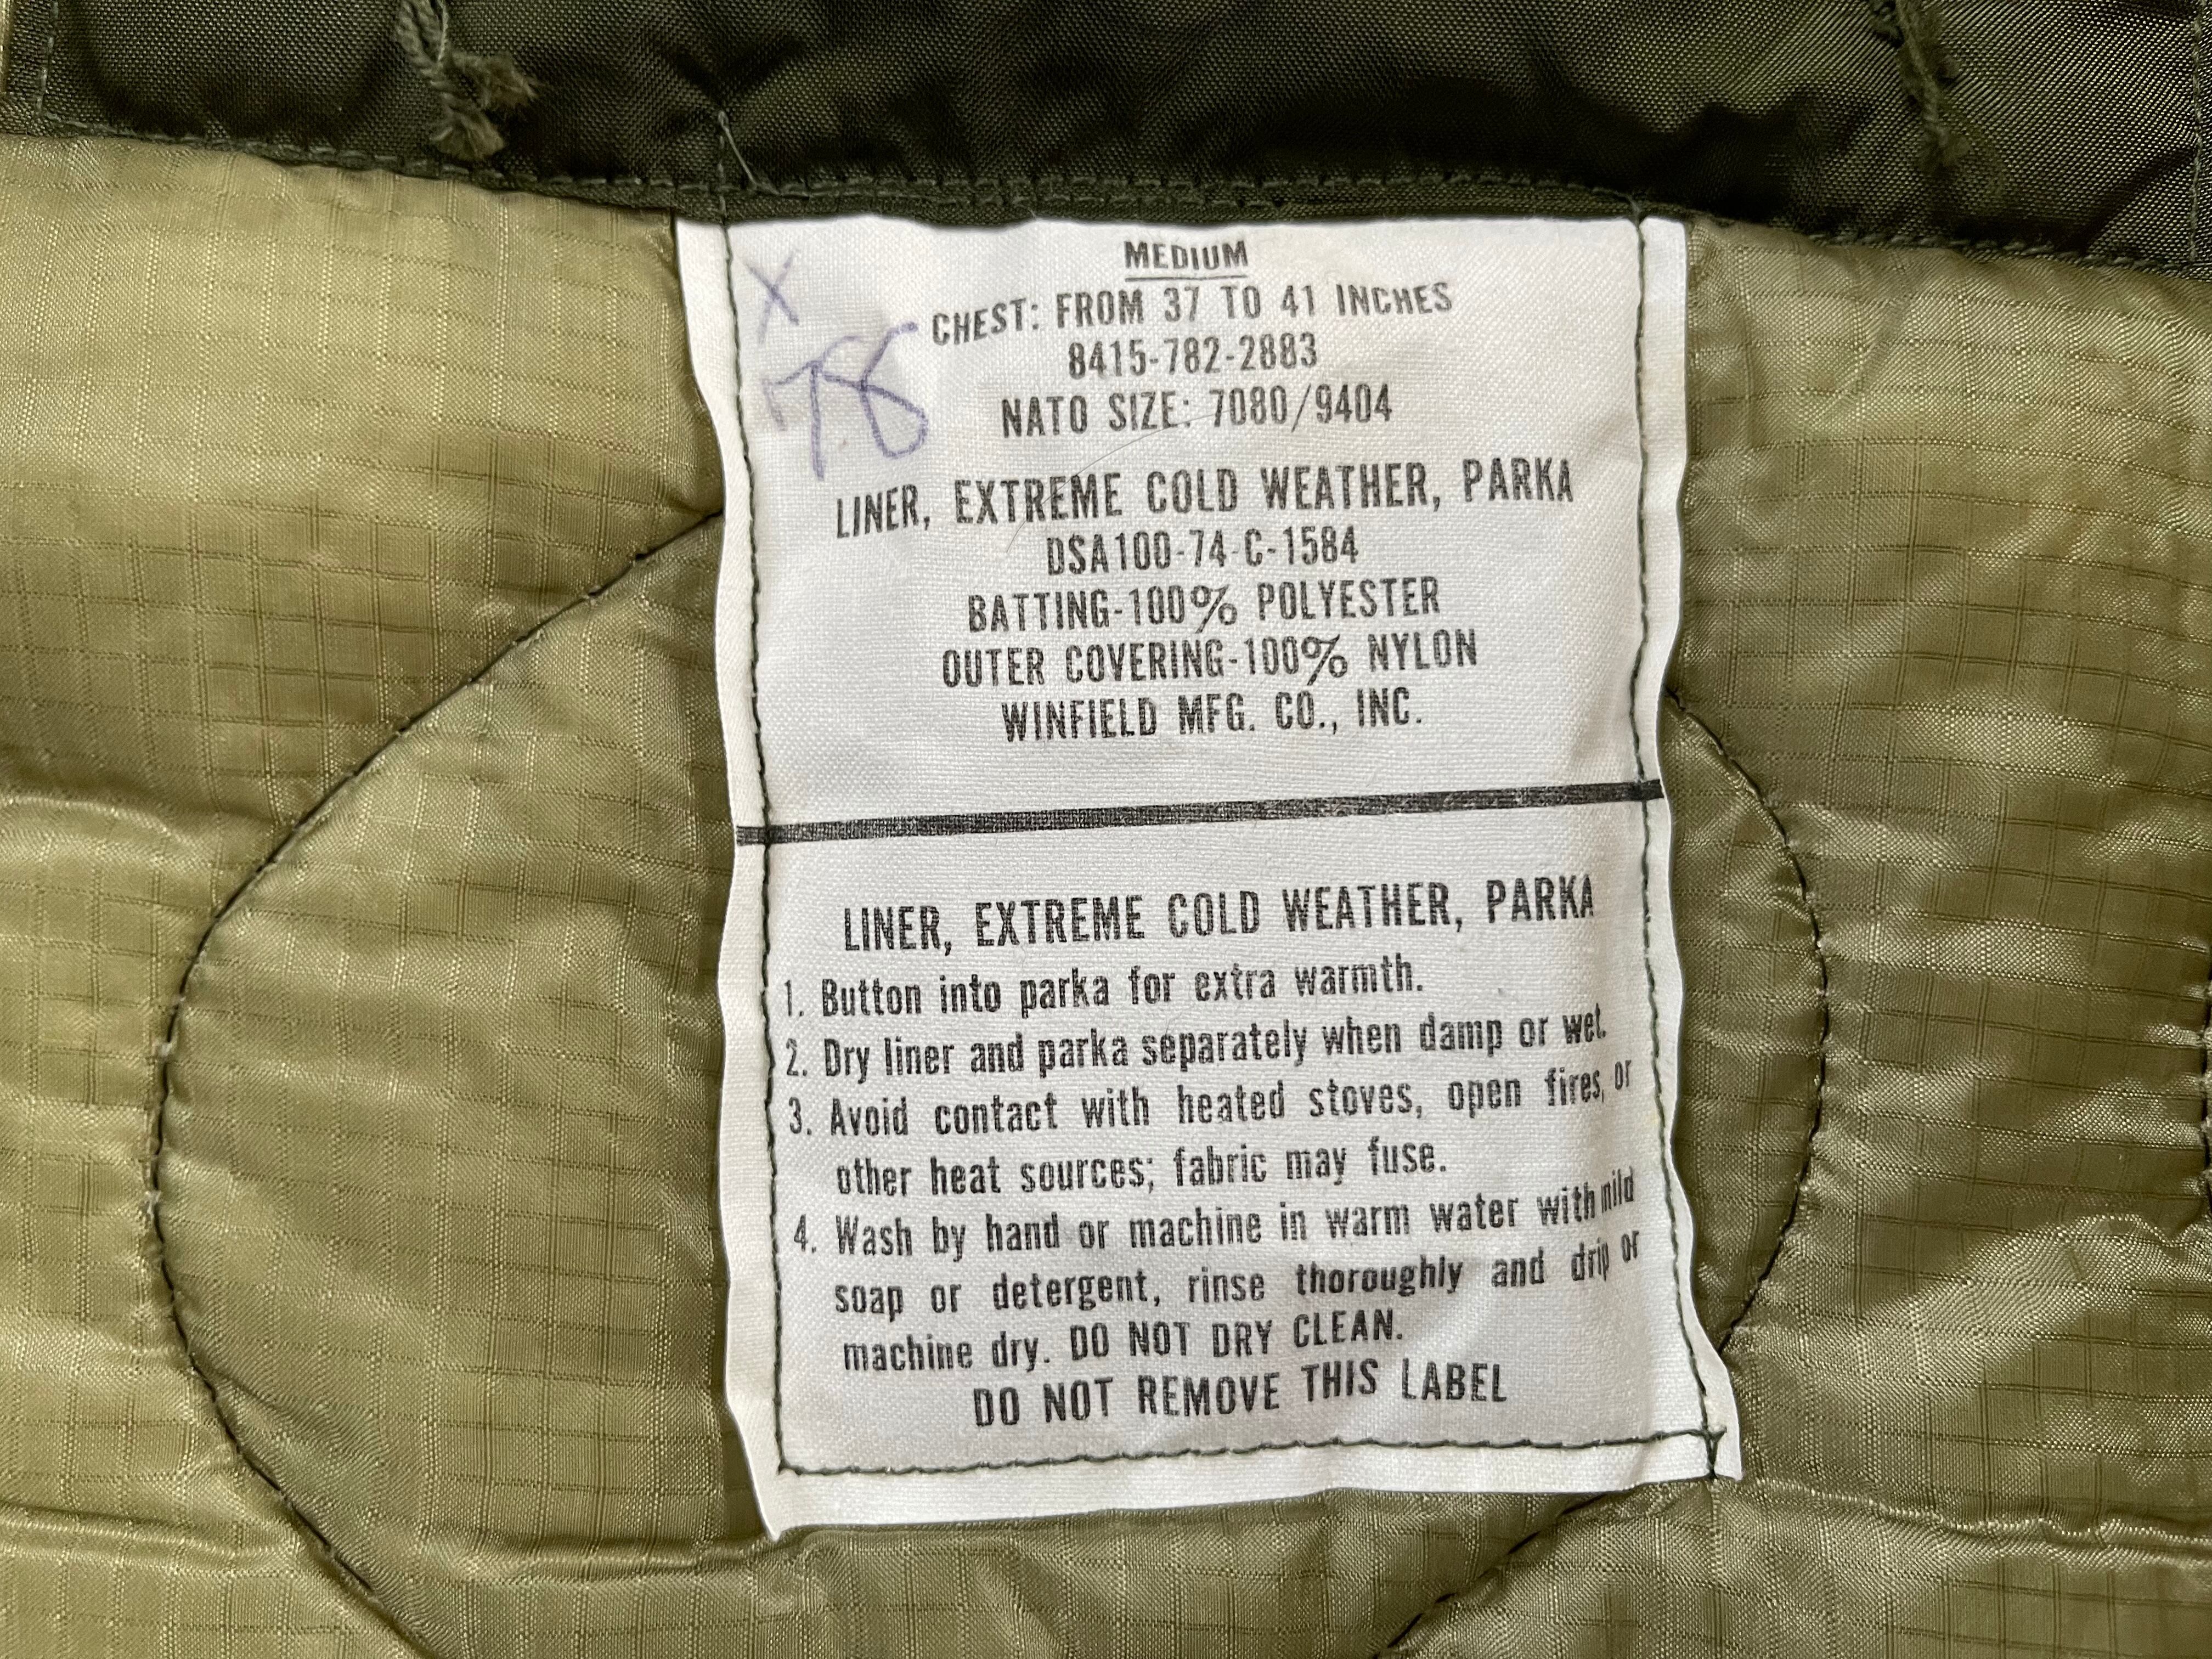 MEDIUM
X
CHEST: FROM 37 TO 41 INCHES
78
8415-782-2883
NATO SIZE: 7080/9404
LINER, EXTREME COLD WEATHER, PARKA
DSA100-74-C-1584
BATTING-100% POLYESTER
OUTER COVERING-100% NYLON
WINFIELD MFG. CO., INC.
LINER, EXTREME COLD WEATHER, PARKA
1. Button into parka for extra warmth.
2. Dry liner and parka separately when damp or wet.
3. Avoid contact with heated stoves, open fires, or
other heat sources; fabric may fuse.
4. Wash by hand or machine in warm water with mild
soap or detergent, rinse thoroughly and drip or
machine dry. DO NOT DRY CLEAN.
DO NOT REMOVE THIS LABEL